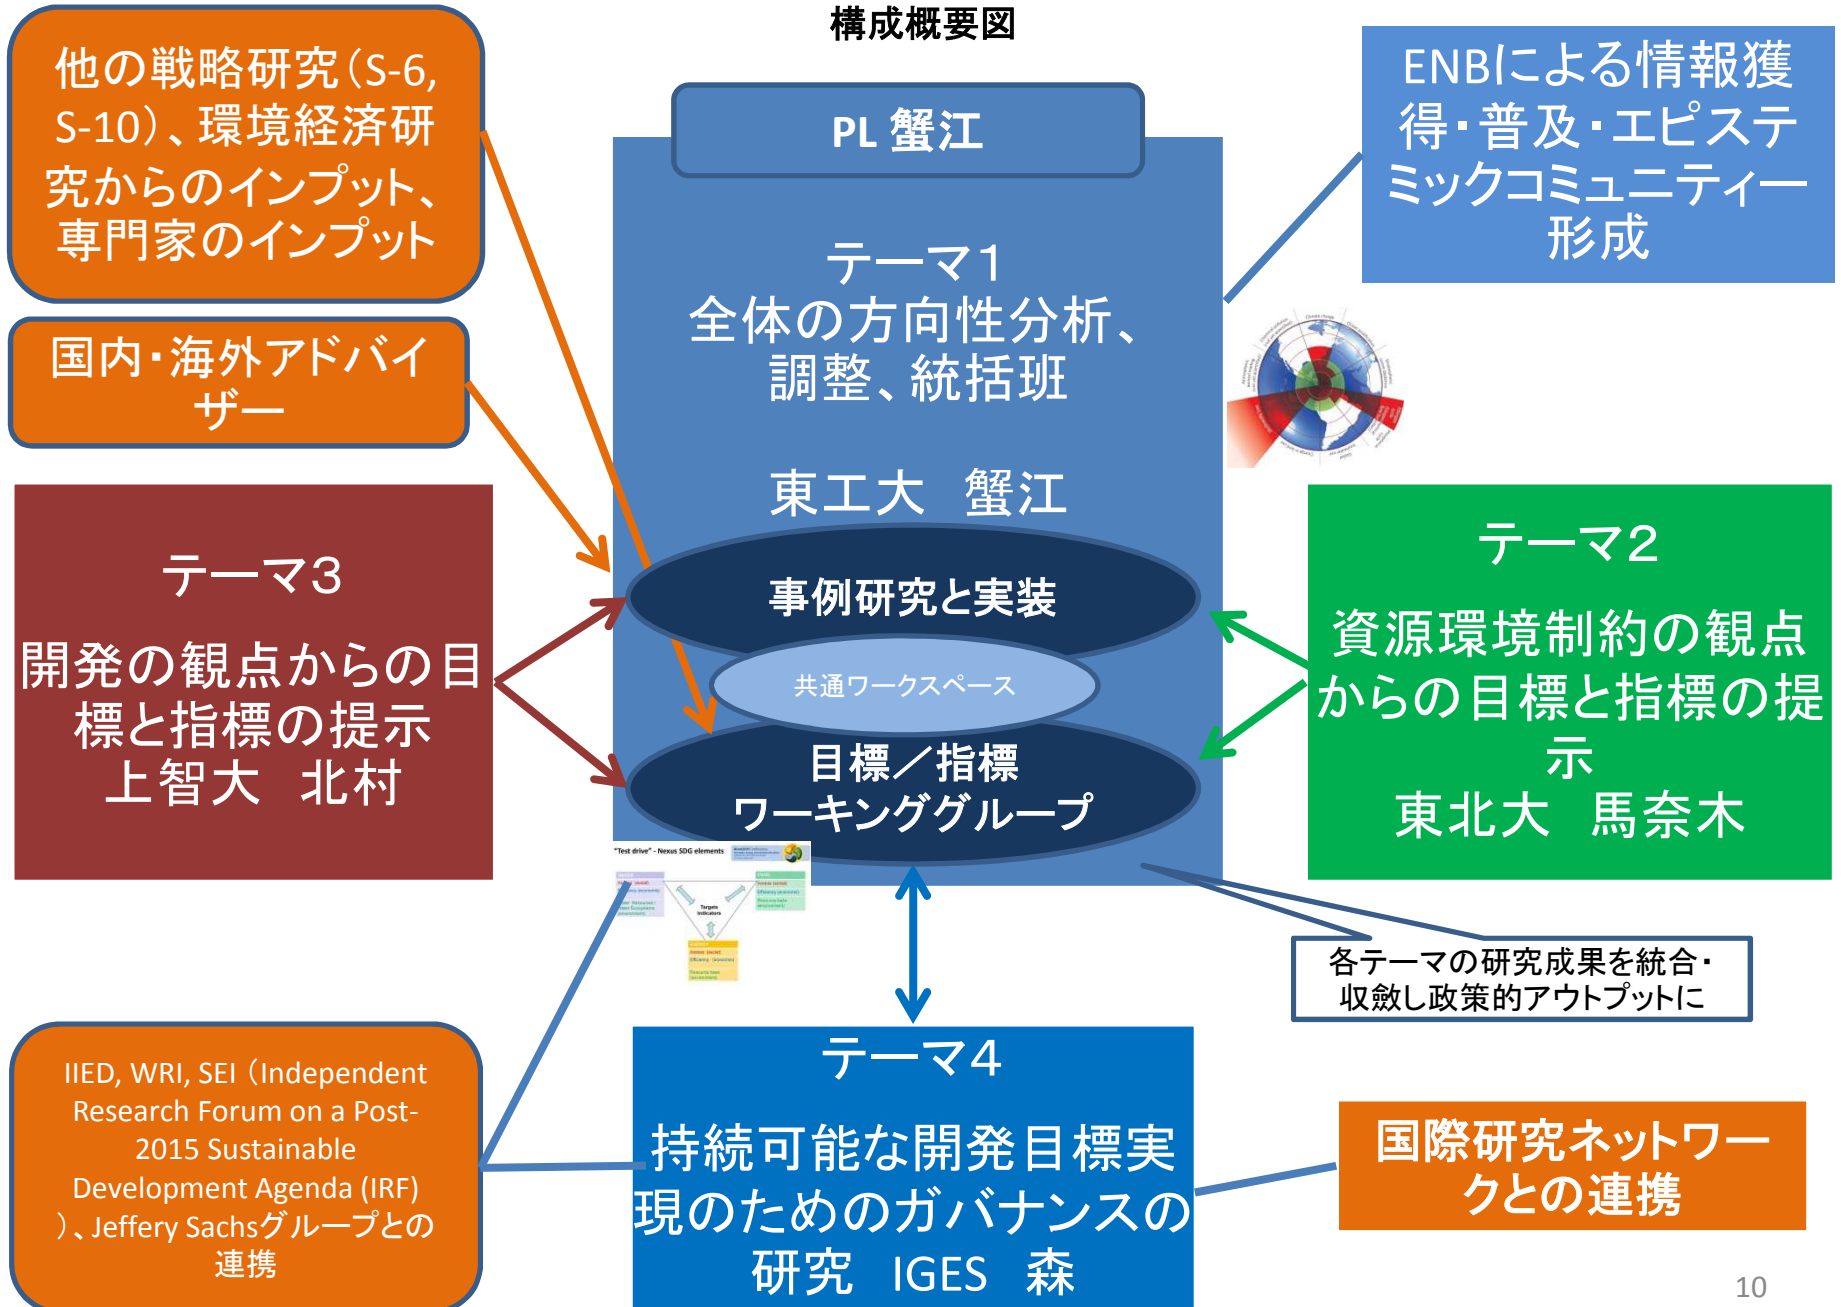 構成概要図
他の戦略研究(S-6,
S-10)、環境経済研
究からのインプット、
専門家のインプット
PL 蟹江
ENBによる情報獲
得・普及・エピステ
ミックコミュニティー
形成
テーマ1
全体の方向性分析、
調整、統括班
東工大 蟹江
国内・海外アドバイ
ザー
テーマ3
開発の観点からの目
標と指標の提示
上智大 北村
事例研究と実装
共通ワークスペース
目標／指標
ワーキンググループ
テーマ2
資源環境制約の観点
からの目標と指標の提
示
東北大 馬奈木
"Test drive" - Nexus SDG elements
Targets
Indicators
各テーマの研究成果を統合・
収斂し政策的アウトプットに
IIED, WRI, SEI（Independent
Research Forum on a Post-
2015 Sustainable
Development Agenda (IRF)
）、Jeffery Sachsグループとの
連携
テーマ4
持続可能な開発目標実
現のためのガバナンスの
研究 IGES 森
国際研究ネットワー
クとの連携
10